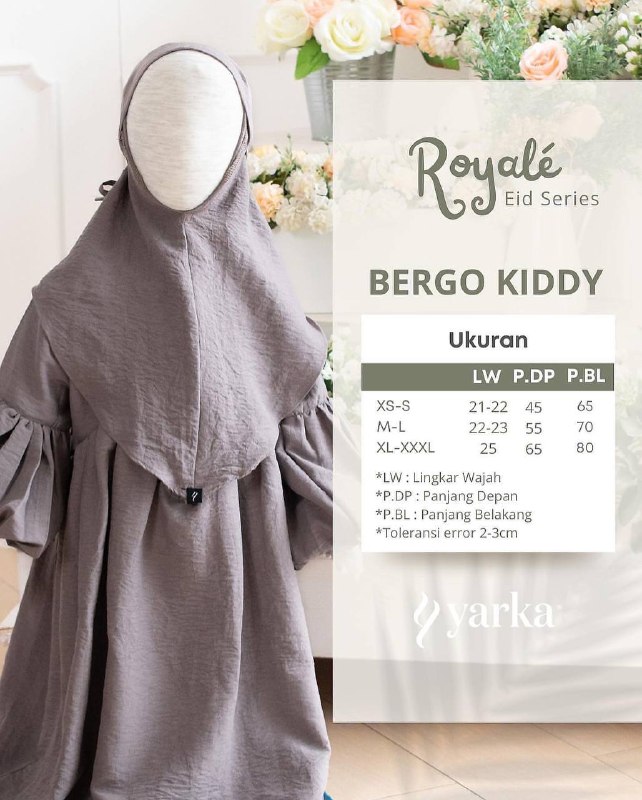 Royalé
Eid Series
BERGO KIDDY
Ukuran
LW P.DP P.BL
XS-S 21-22 45 65
M-L 22-23 55 70
XL-XXXL 25 65 80
*LW : Lingkar Wajah
*P.DP : Panjang Depan
*P.BL : Panjang Belakang
*Toleransi error 2-3cm
yarka